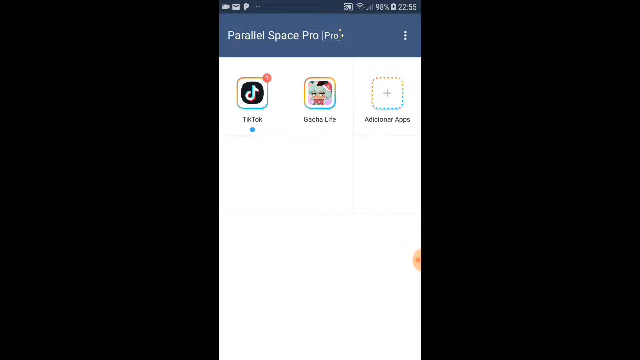 98% 22:55
Parallel Space Pro |Pro
TikTok
Gacha Life
Adicionar Apps